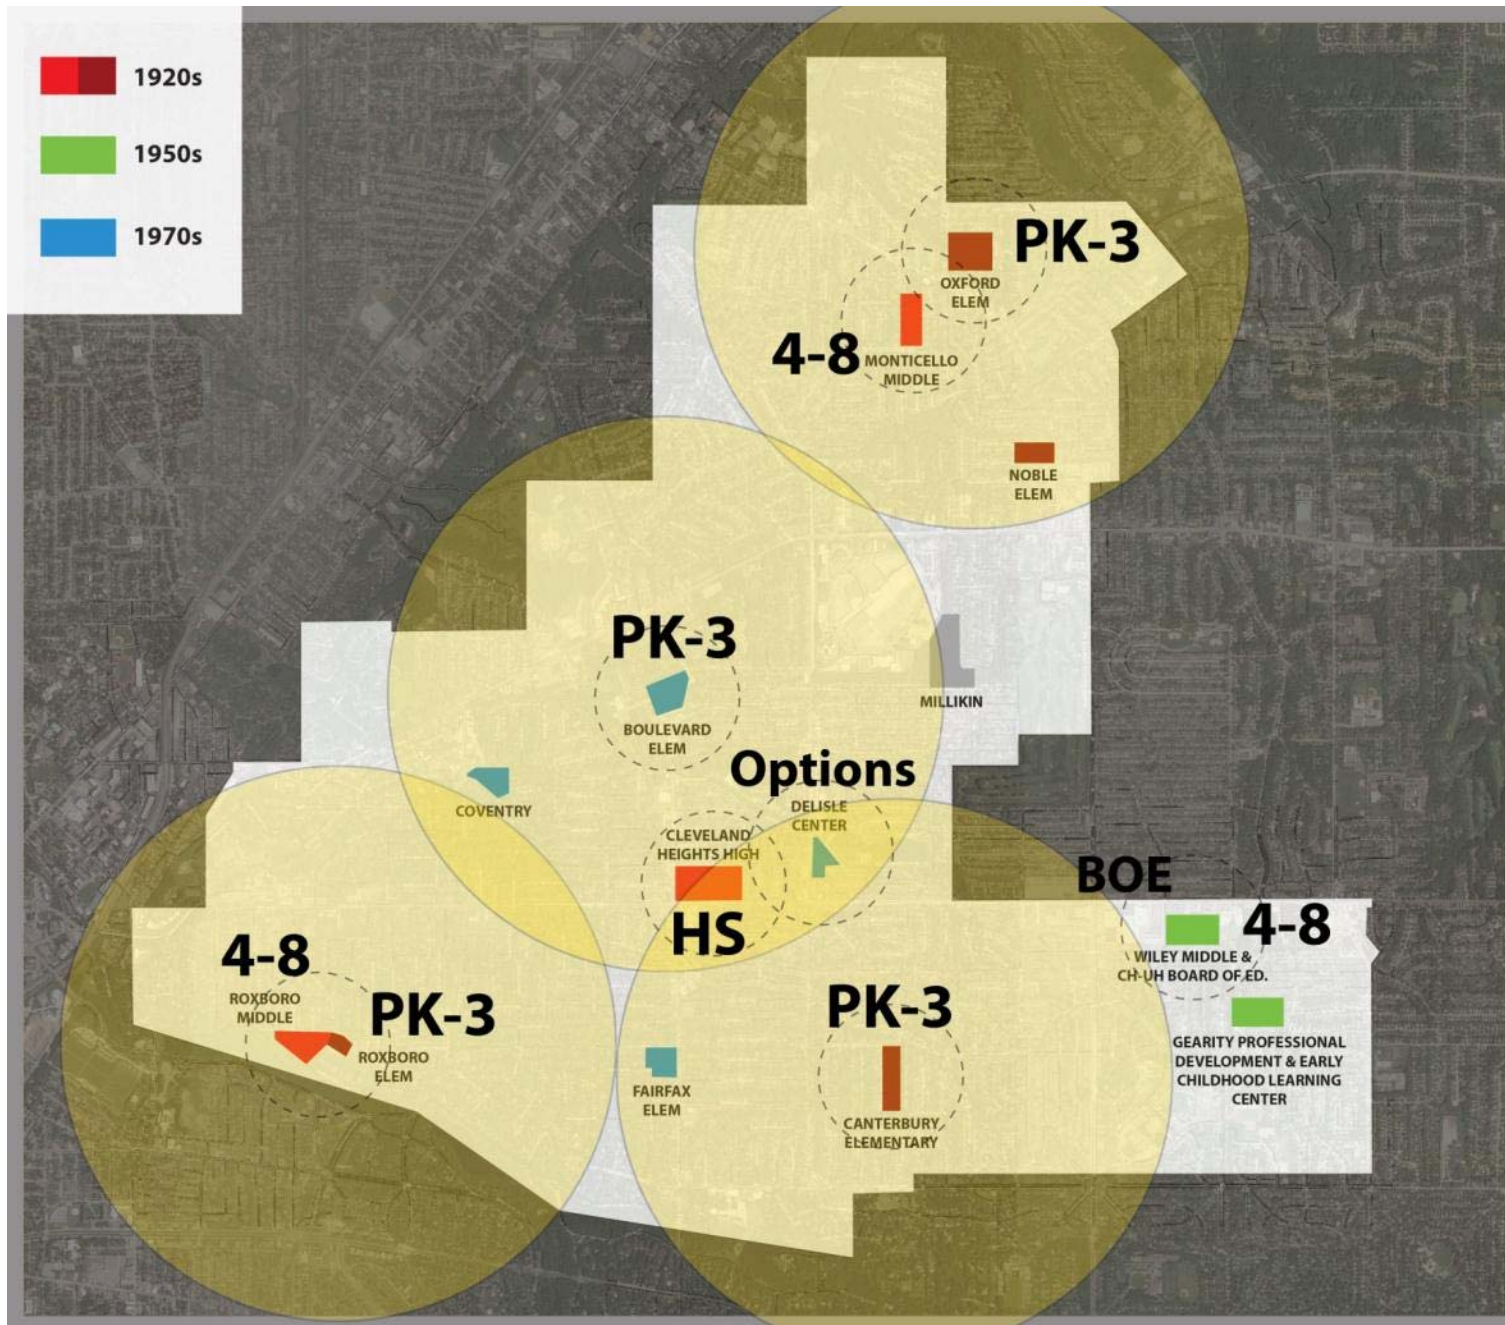 1920s
1950s
1970s
PK-3
OXFORD
ELEM
4-8
MONTICELLO
MIDDLE
NOBLE
ELEM
PK-3
BOULEVARD
ELEM
MILLIKIN
Options
DELISLE
CENTER
COVENTRY
CLEVELAND
HEIGHTS HIGH
HS
BOE
4-8
WILEY MIDDLE &
CH-UH BOARD OF ED.
GEARITY PROFESSIONAL
DEVELOPMENT & EARLY
CHILDHOOD LEARNING
CENTER
4-8
ROXBORO
MIDDLE
PK-3
ROXBORO
ELEM
FAIRFAX
ELEM
PK-3
CANTERBURY
ELEMENTARY